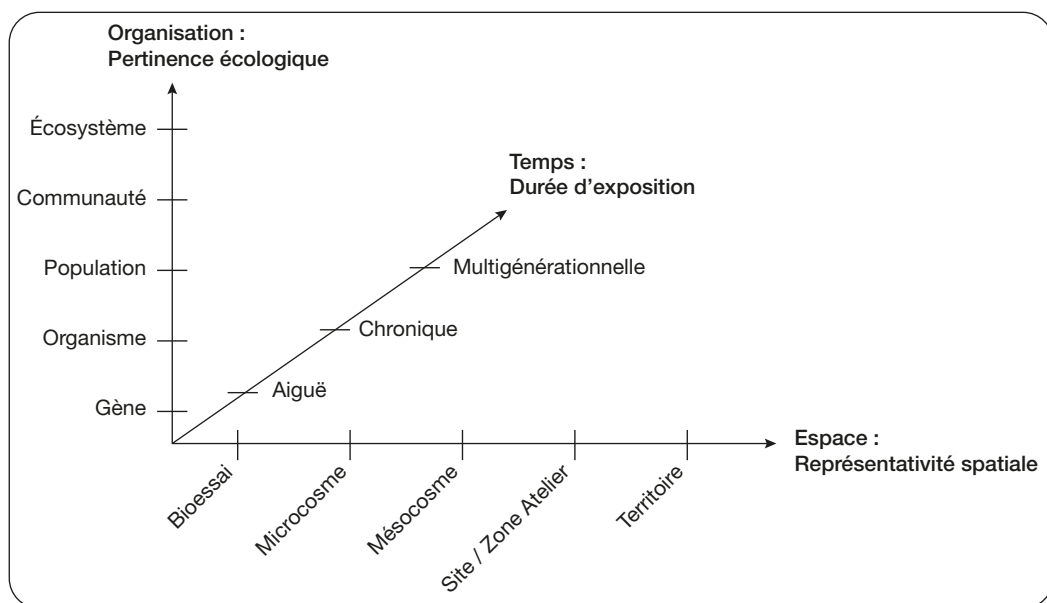 Organisation :
Pertinence écologique
Écosystème
Communauté
Population
Organisme
Gène
Temps :
Durée d'exposition
Multigénérationnelle
Chronique
Aiguë
Espace :
Représentativité spatiale
Bioessai
Microcosme
Mésocosme
Site / Zone Atelier
Territoire